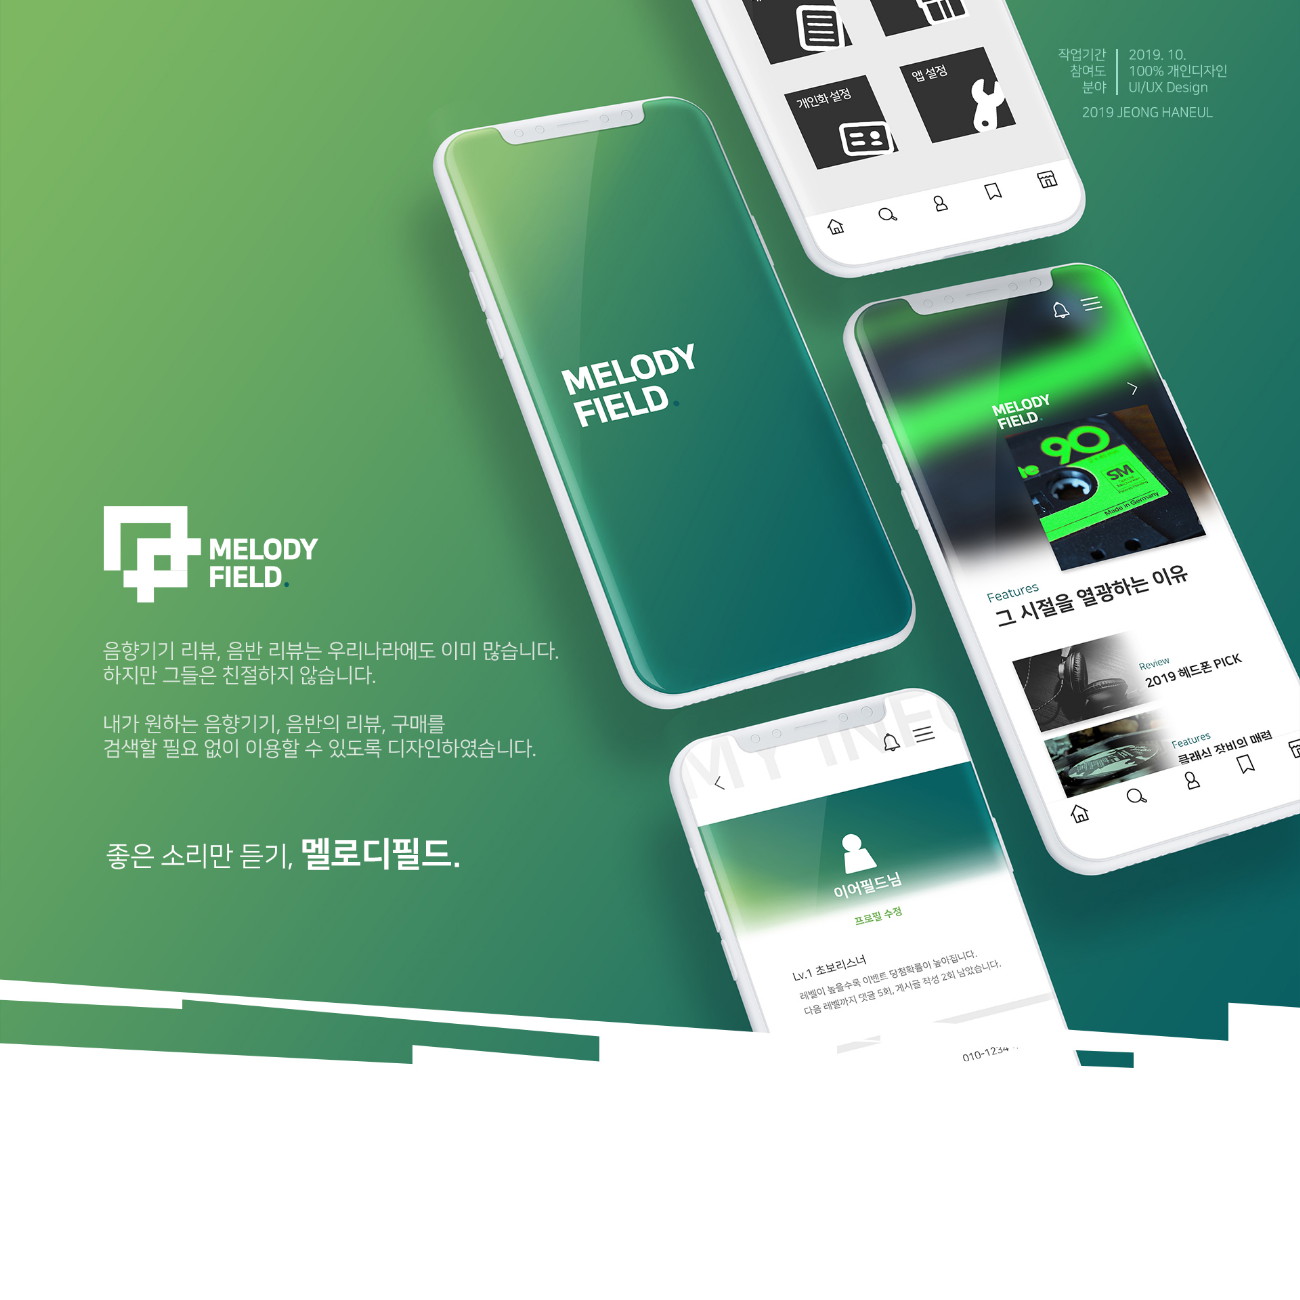 작업기간 2019. 10.
참여도 100% 개인디자인
분야 UI/UX Design
2019 JEONG HANEUL
개인화 설정
앱 설정
MELODY
FIELD.
MELODY
FIELD.
90
SM
Made in Germany
Features
그 시절을 열광하는 이유
Review
2019 헤드폰 PICK
Features
클래식 잣비의 매력
MELODY
FIELD.
음향기기 리뷰, 음반 리뷰는 우리나라에도 이미 많습니다.
하지만 그들은 친절하지 않습니다.
내가 원하는 음향기기, 음반의 리뷰, 구매를
검색할 필요 없이 이용할 수 있도록 디자인하였습니다.
좋은 소리만 듣기, 멜로디필드.
MY INFO
이어필드님
프로필 수정
Lv.1 초보리스너
레벨이 높을수록 이벤트 당첨확률이 높아집니다.
다음 레벨까지 댓글 5회, 게시글 작성 2회 남았습니다.
010-1234